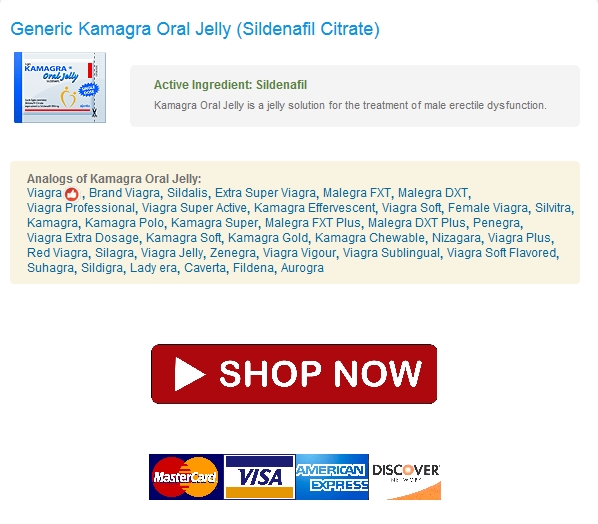 Generic Kamagra Oral Jelly (Sildenafil Citrate)
KAMAGRA
Oral Jelly
SINGLE DOSE
Active Ingredient: Sildenafil
Kamagra Oral Jelly is a jelly solution for the treatment of male erectile dysfunction.
Analogs of Kamagra Oral Jelly:
Viagra , Brand Viagra, Sildalis, Extra Super Viagra, Malegra FXT, Malegra DXT,
Viagra Professional, Viagra Super Active, Kamagra Effervescent, Viagra Soft, Female Viagra, Silvitra,
Kamagra, Kamagra Polo, Kamagra Super, Malegra FXT Plus, Malegra DXT Plus, Penegra,
Viagra Extra Dosage, Kamagra Soft, Kamagra Gold, Kamagra Chewable, Nizagara, Viagra Plus,
Red Viagra, Silagra, Viagra Jelly, Zenegra, Viagra Vigour, Viagra Sublingual, Viagra Soft Flavored,
Suhagra, Sildigra, Lady era, Caverta, Fildena, Aurogra
SHOP NOW
MasterCard VISA AMERICAN EXPRESS DISCOVER NETWORK